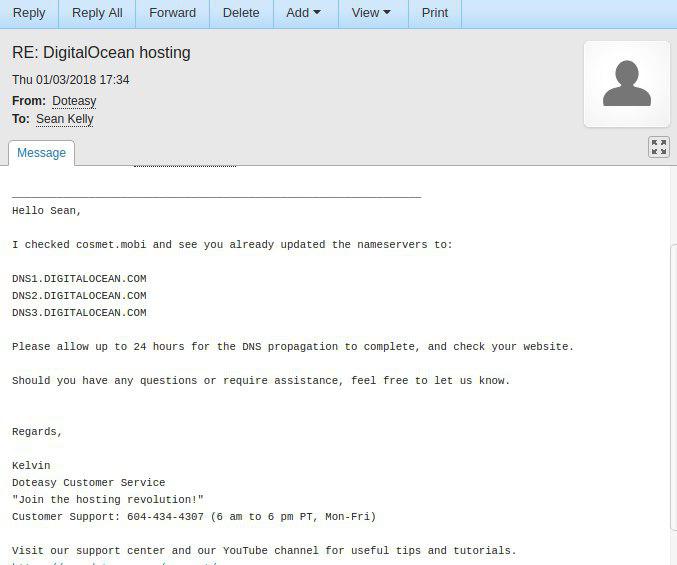 Reply Reply All Forward Delete Add View Print
RE: DigitalOcean hosting
Thu 01/03/2018 17:34
From: Doteasy
To: Sean Kelly
Message
Hello Sean,
I checked cosmet.mobi and see you already updated the nameservers to:
DNS1.DIGITALOCEAN.COM
DNS2.DIGITALOCEAN.COM
DNS3.DIGITALOCEAN.COM
Please allow up to 24 hours for the DNS propagation to complete, and check your website.
Should you have any questions or require assistance, feel free to let us know.
Regards,
Kelvin
Doteasy Customer Service
"Join the hosting revolution!"
Customer Support: 604-434-4307 (6 am to 6 pm PT, Mon-Fri)
Visit our support center and our YouTube channel for useful tips and tutorials.